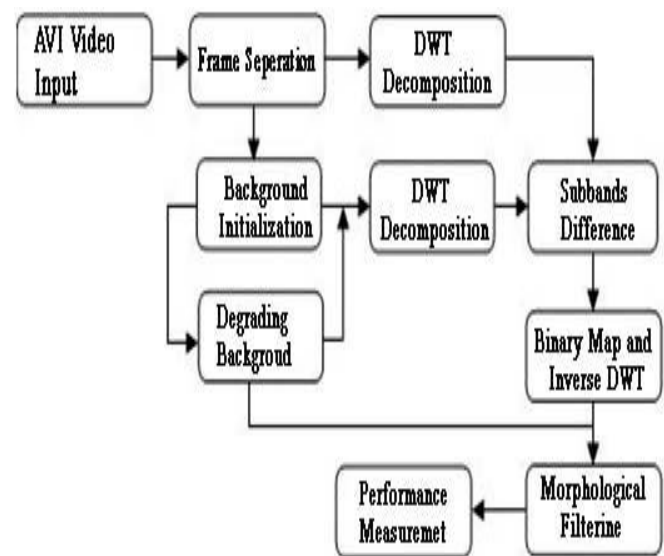 AVI Video
Input
Frame Seperation
DWT
Decomposition
Background
Initialization
DWT
Decomposition
Subbands
Difference
Degrading
Backgroud
Binary Map and
Inverse DWT
Performance
Measuremet
Morphological
Filterine